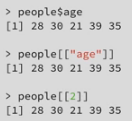 > people$age
[1] 28 30 21 39 35
> people[["age"]]
[1] 28 30 21 39 35
> people[[2]]
[1] 28 30 21 39 35